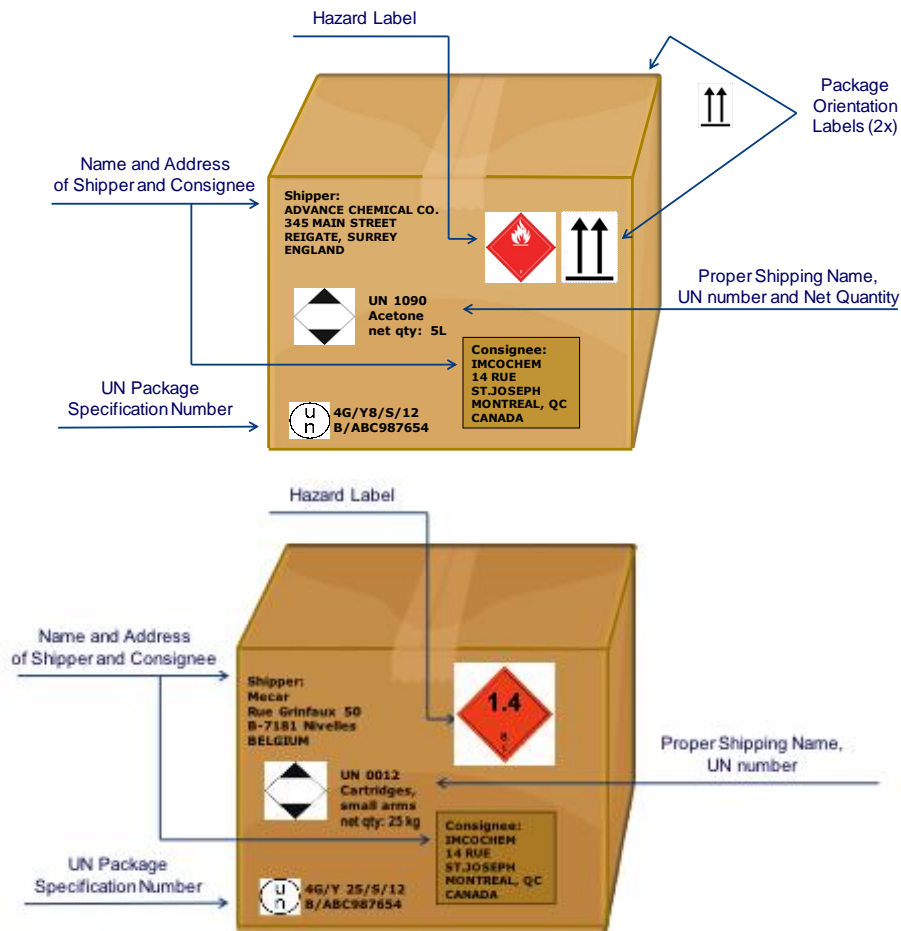 Hazard Label
Package
Orientation
Labels (2x)
Name and Address
of Shipper and Consignee
Shipper:
ADVANCE CHEMICAL CO.
345 MAIN STREET
REIGATE, SURREY
ENGLAND
Proper Shipping Name,
UN number and Net Quantity
UN 1090
Acetone
net qty: 5L
Consignee:
IMCOCHEM
14 RUE
ST.JOSEPH
MONTREAL, QC
CANADA
UN Package
Specification Number
u
n
4G/Y8/S/12
B/ABC987654
Hazard Label
Name and Address
of Shipper and Consignee
Shipper:
Mecar
Rue Grinfaux 50
B-7181 Nivelles
BELGIUM
1.4
Proper Shipping Name,
UN number
UN 0012
Cartridges,
small arms
net qty: 25 kg
Consignee:
IMCOCHEM
14 RUE
ST.JOSEPH
MONTREAL, QC
CANADA
UN Package
Specification Number
u
n
4G/Y 25/S/12
B/ABC987654